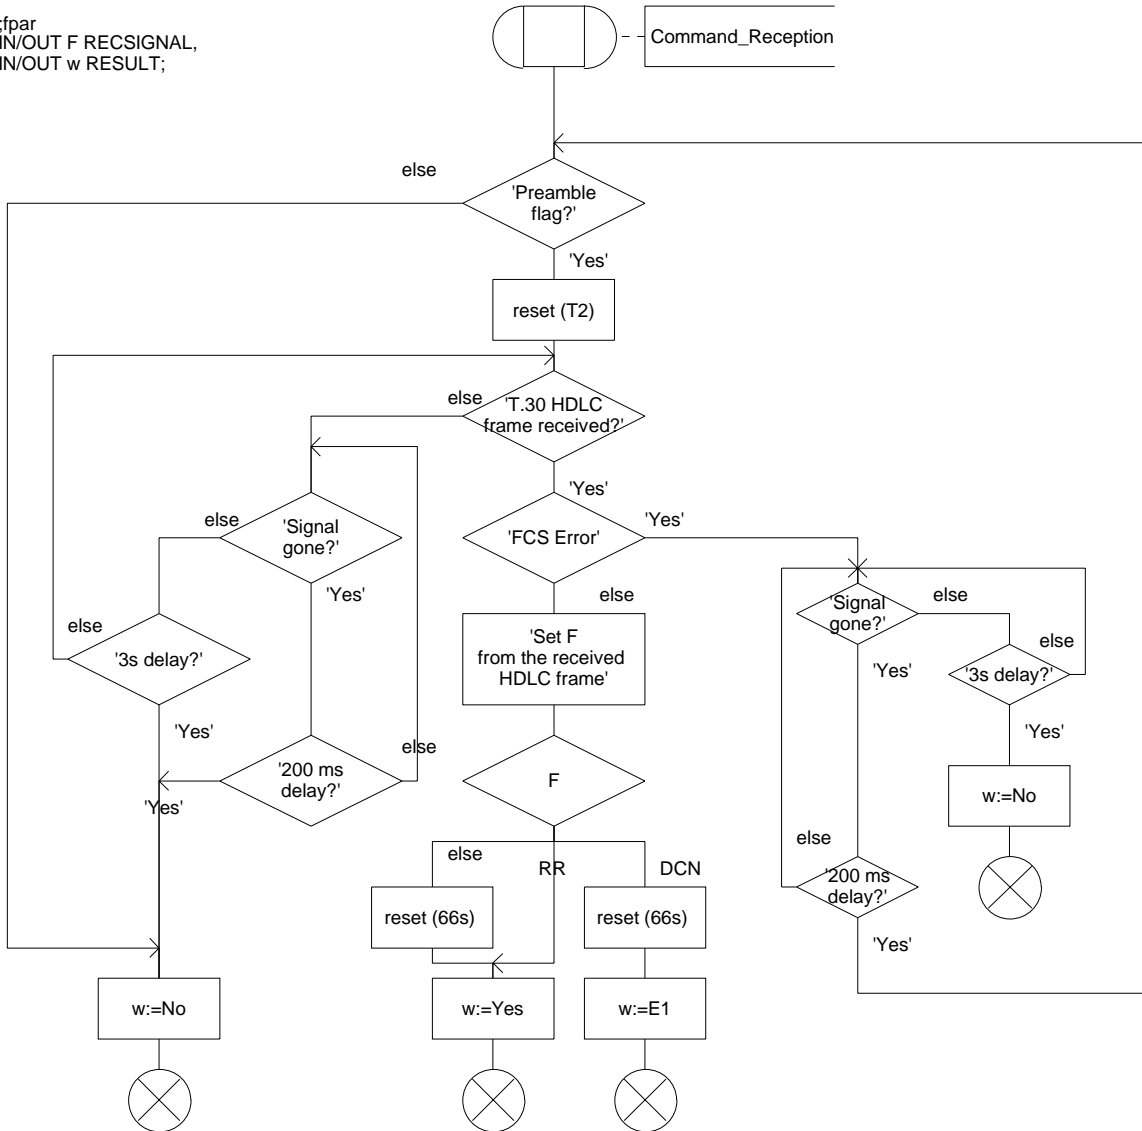 ;fpar
IN/OUT F RECSIGNAL,
IN/OUT w RESULT;
Command_Reception
else
'Preamble
flag?'
'Yes'
reset (T2)
else
'T.30 HDLC
frame received?'
'Yes'
else
'Signal
gone?'
'Yes'
'FCS Error'
'Yes'
else
else
'3s delay?'
'Yes'
'Set F
from the received
HDLC frame'
'Signal
gone?'
else
'Yes'
else
'3s delay?'
'Yes'
w:=No
'200 ms
delay?'
else
'Yes'
F
else
RR
DCN
reset (66s)
reset (66s)
else
'200 ms
delay?'
'Yes'
w:=No
w:=Yes
w:=E1